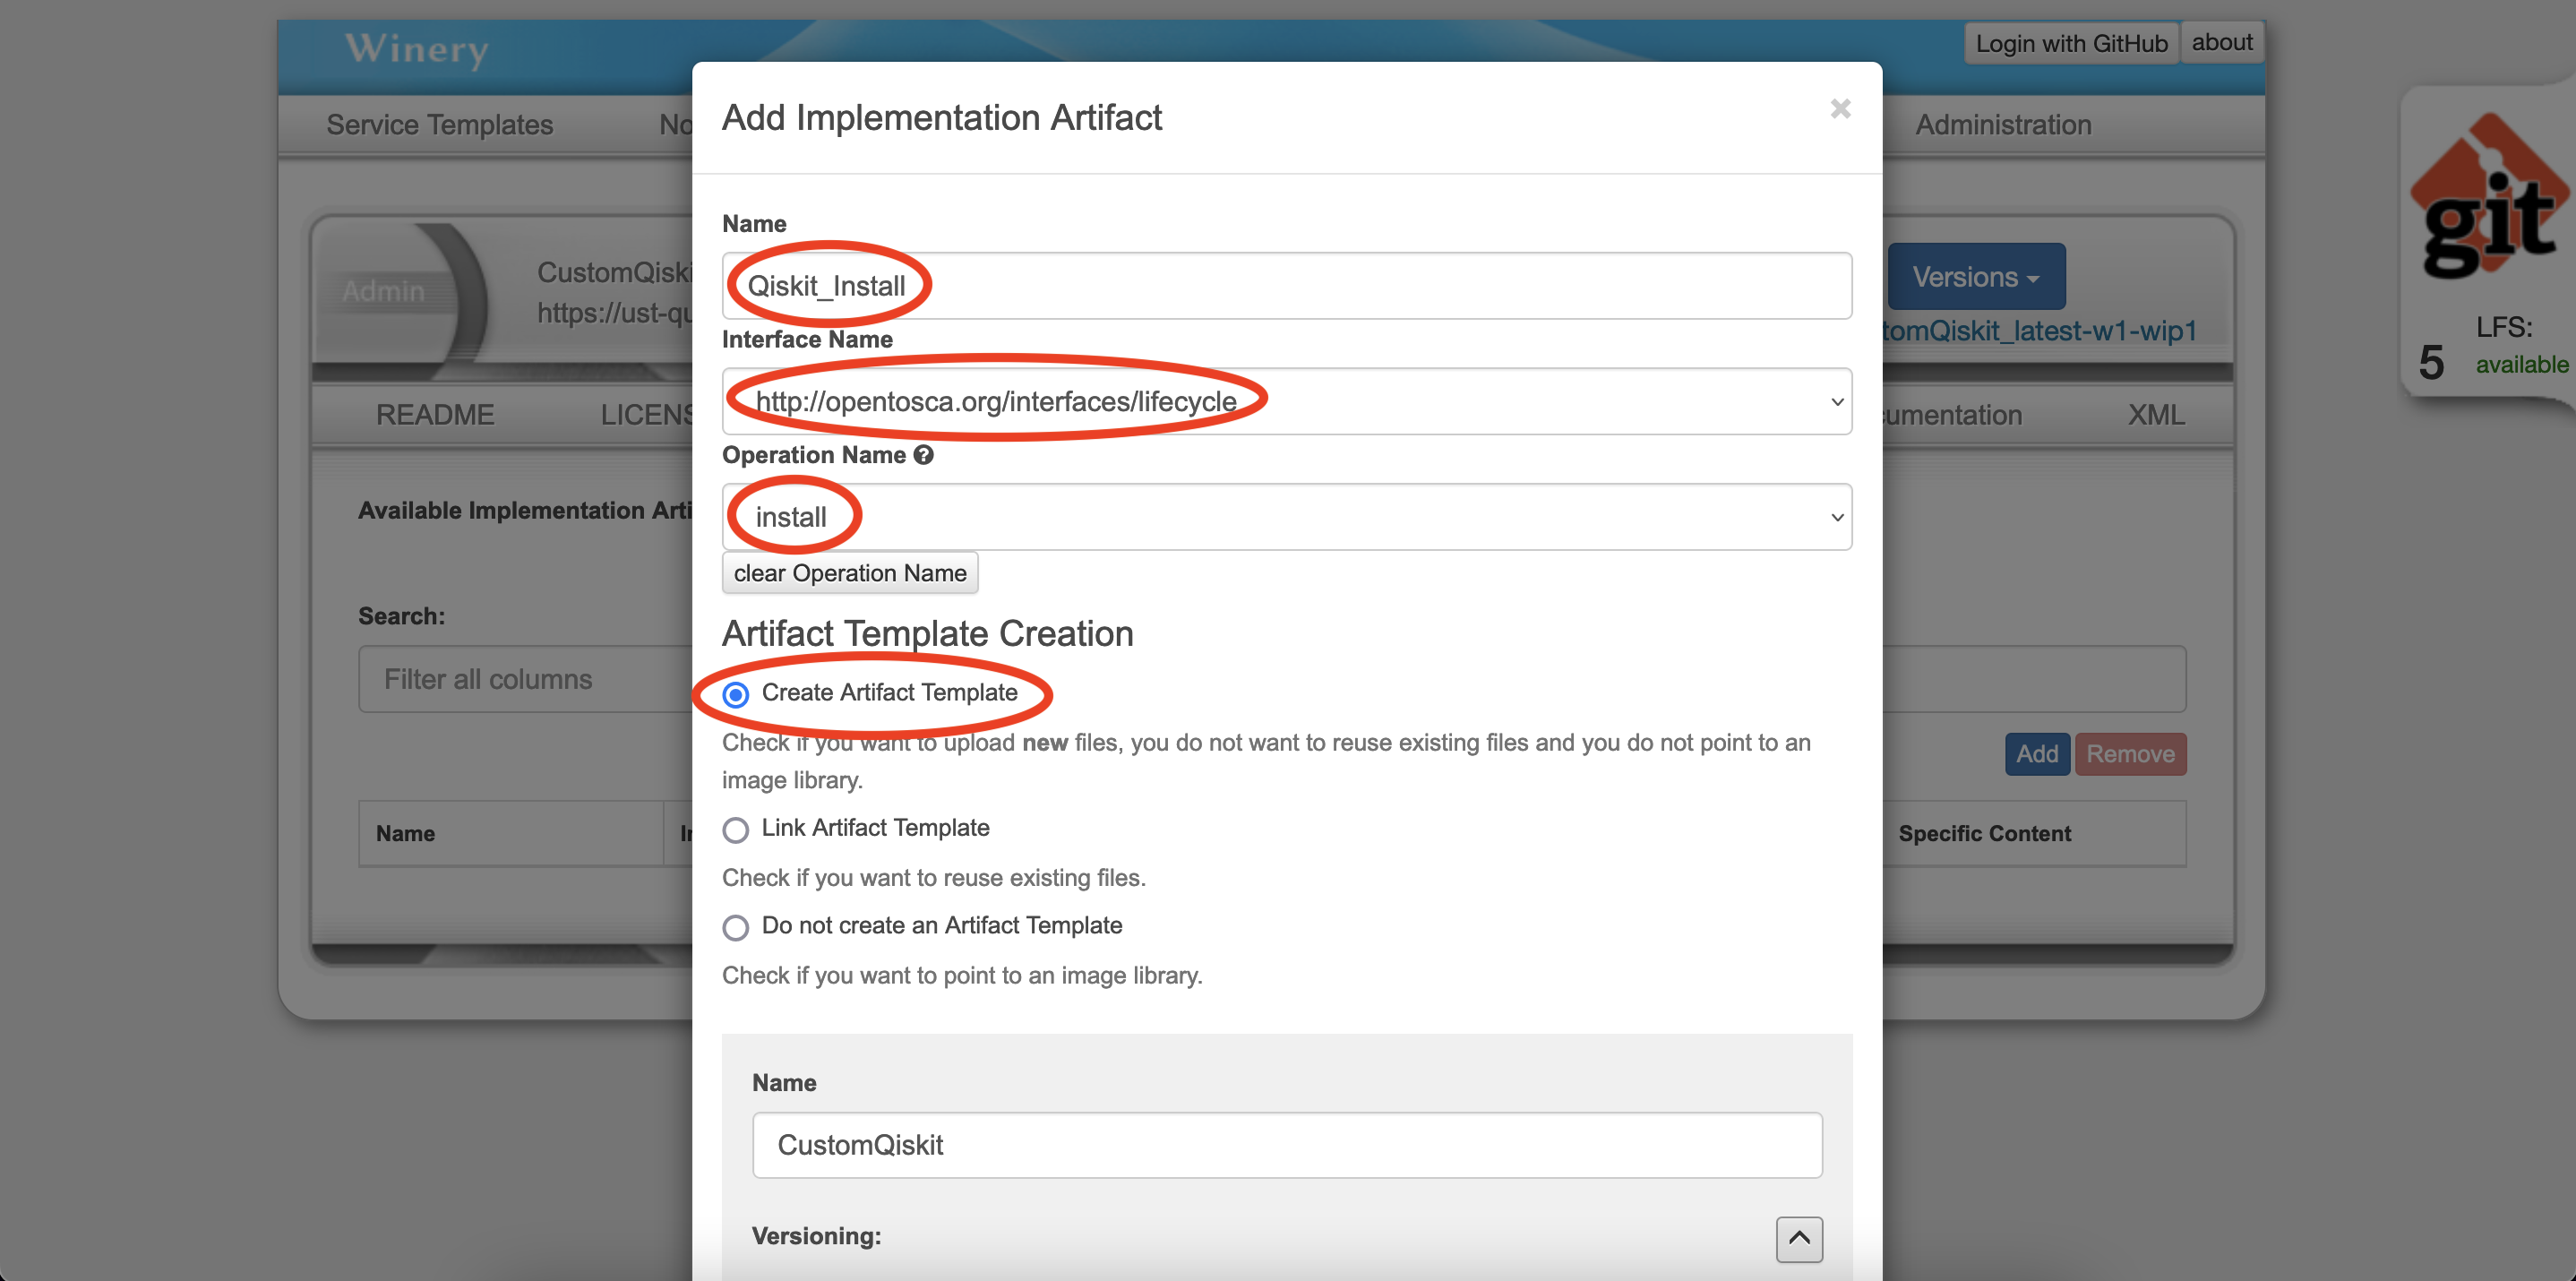 Winery
Login with GitHub
about
Service Templates
No
Administration
Add Implementation Artifact
×
git
LFS:
5
available
Admin
CustomQiski
https://ust-qu
Versions
tomQiskit_latest-w1-wip1
README
LICENS
umentation
XML
Name
Qiskit_Install
Interface Name
http://opentosca.org/interfaces/lifecycle
Operation Name
install
clear Operation Name
Available Implementation Arti
Search:
Filter all columns
Artifact Template Creation
Create Artifact Template
Check if you want to upload new files, you do not want to reuse existing files and you do not point to an
image library.
Link Artifact Template
Check if you want to reuse existing files.
Do not create an Artifact Template
Check if you want to point to an image library.
Add
Remove
Name
Specific Content
Name
CustomQiskit
Versioning: